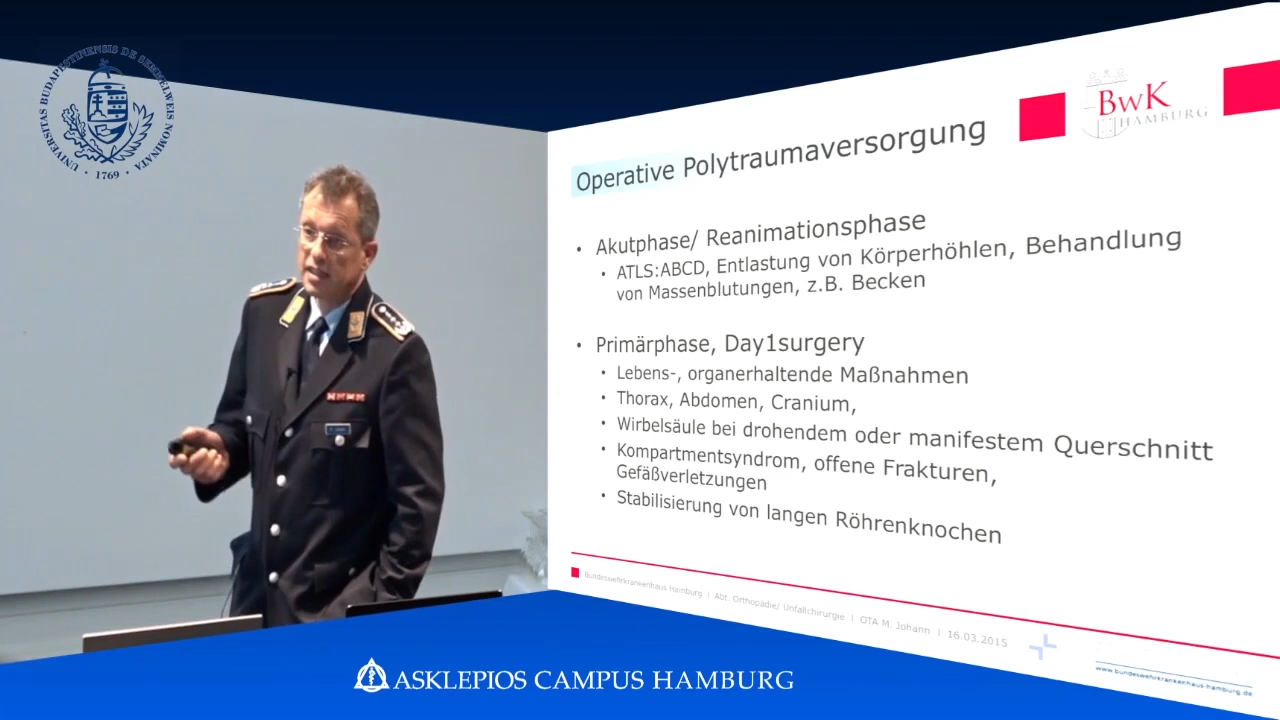 UNIVERSITAS BUDAPESTINENSIS DE SEMMELWEIS NOMINATA
· 1769 ·
BwK
HAMBURG
Operative Polytraumaversorgung
• Akutphase/ Reanimationsphase
• ATLS:ABCD, Entlastung von Körperhöhlen, Behandlung
von Massenblutungen, z.B. Becken
• Primärphase, Day1surgery
• Lebens-, organerhaltende Maßnahmen
• Thorax, Abdomen, Cranium,
• Wirbelsäule bei drohendem oder manifestem Querschnitt
• Kompartmentsyndrom, offene Frakturen,
Gefäßverletzungen
• Stabilisierung von langen Röhrenknochen
Bundeswehrkrankenhaus Hamburg | Abt. Orthopädie/ Unfallchirurgie | OTA M. Johann | 16.03.2015
www.bundeswehrkrankenhaus-hamburg.de
ASKLEPIOS CAMPUS HAMBURG